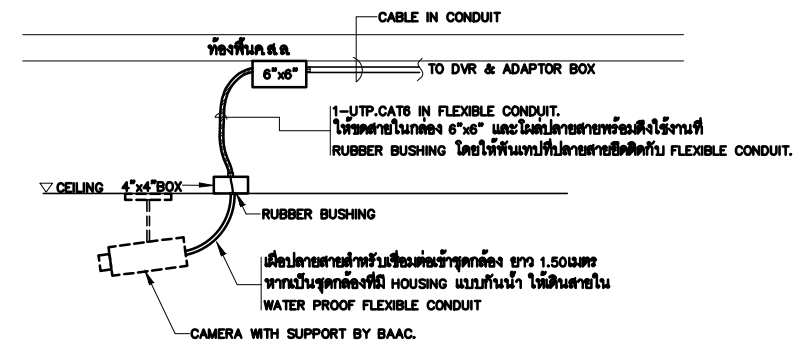 CABLE IN CONDUIT
ท้องพื้นค.ส.ล.
6"x6"
TO DVR & ADAPTOR BOX
1-UTP.CAT6 IN FLEXIBLE CONDUIT.
ให้ขดสายในกล่อง 6"x6" และโผล่ปลายสายพร้อมดึงใช้งานที่
RUBBER BUSHING โดยให้พันเทปที่ปลายสายยึดติดกับ FLEXIBLE CONDUIT.
CEILING 4"x4"BOX
RUBBER BUSHING
เผื่อปลายสายสำหรับเชื่อมต่อเข้าชุดกล้อง ยาว 1.50เมตร
หากเป็นชุดกล้องที่มี HOUSING แบบกันน้ำ ให้เดินสายใน
WATER PROOF FLEXIBLE CONDUIT
CAMERA WITH SUPPORT BY BAAC.